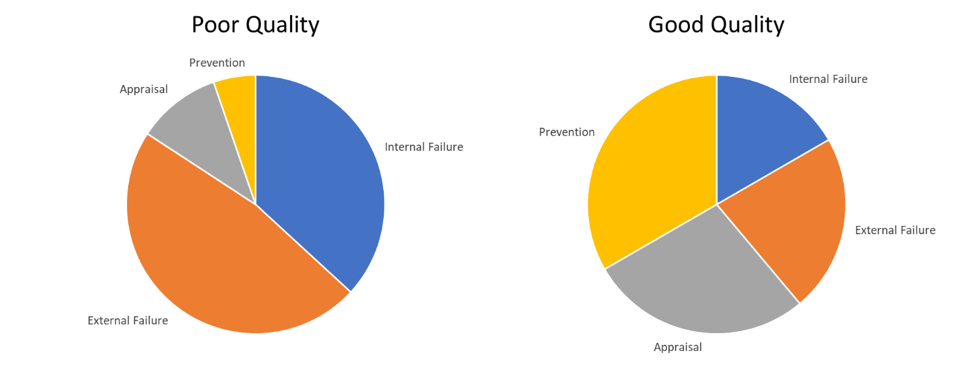 Poor Quality
Prevention
Appraisal
Internal Failure
External Failure
Good Quality
Internal Failure
Prevention
External Failure
Appraisal